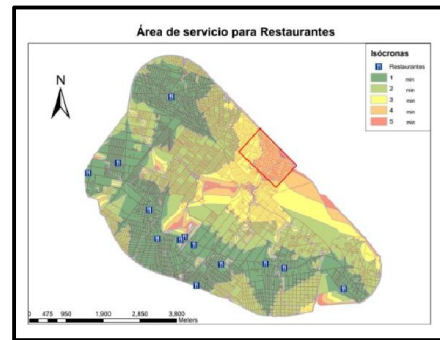 Área de servicio para Restaurantes
N
Isócronas
Restaurantes
1 min
2 min
3 min
4 min
5 min
0 475 950 1,900 2,850 3,800
Meters